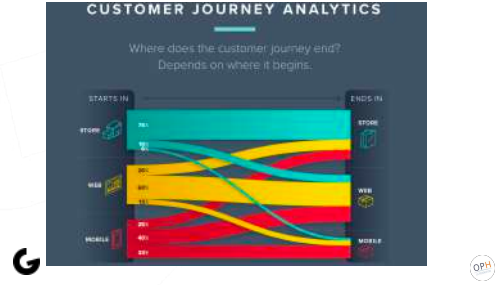 CUSTOMER JOURNEY ANALYTICS
Where does the customer journey end?
Depends on where it begins.
STARTS IN
ENDS IN
STORE
STORE
WEB
WEB
MOBILE
MOBILE
OPH